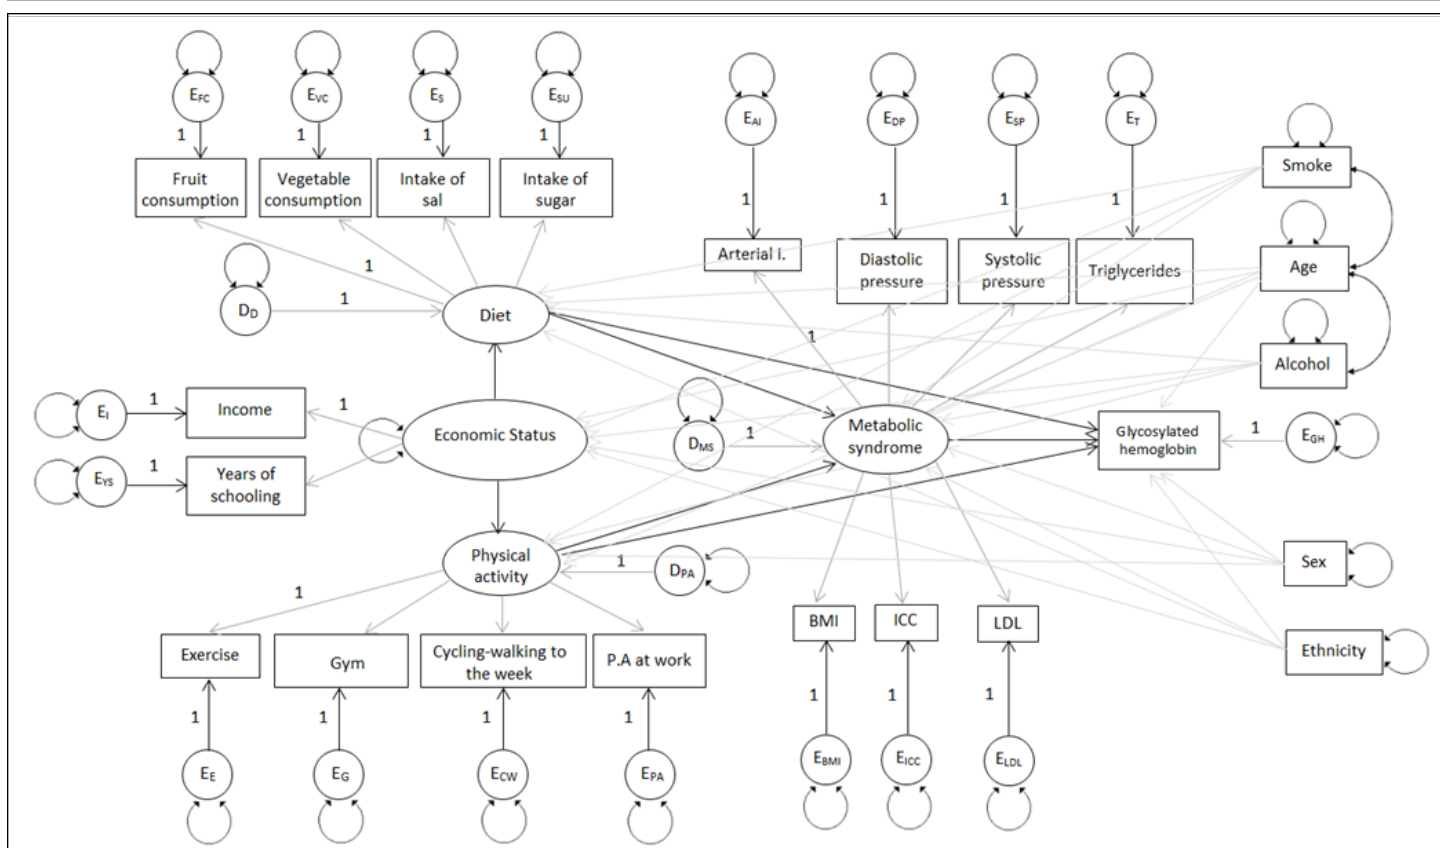 E_FC
E_VC
E_S
E_SU
1
1
1
1
Fruit
consumption
Vegetable
consumption
Intake of
sal
Intake of
sugar
E_AI
E_DP
E_SP
E_T
1
1
1
1
Arterial i.
Diastolic
pressure
Systolic
pressure
Triglycerides
Smoke
Age
Alcohol
1
D_D
1
Diet
1
E_I
1
Income
1
Economic Status
E_YS
1
Years of
schooling
D_MS
1
Metabolic
syndrome
Glycosylated
hemoglobin
1
E_GH
Physical
activity
1
D_PA
Sex
Ethnicity
1
Exercise
Gym
Cycling-walking to
the week
P.A at work
1
1
1
1
E_E
E_G
E_CW
E_PA
BMI
ICC
LDL
1
1
1
E_BMI
E_ICC
E_LDL